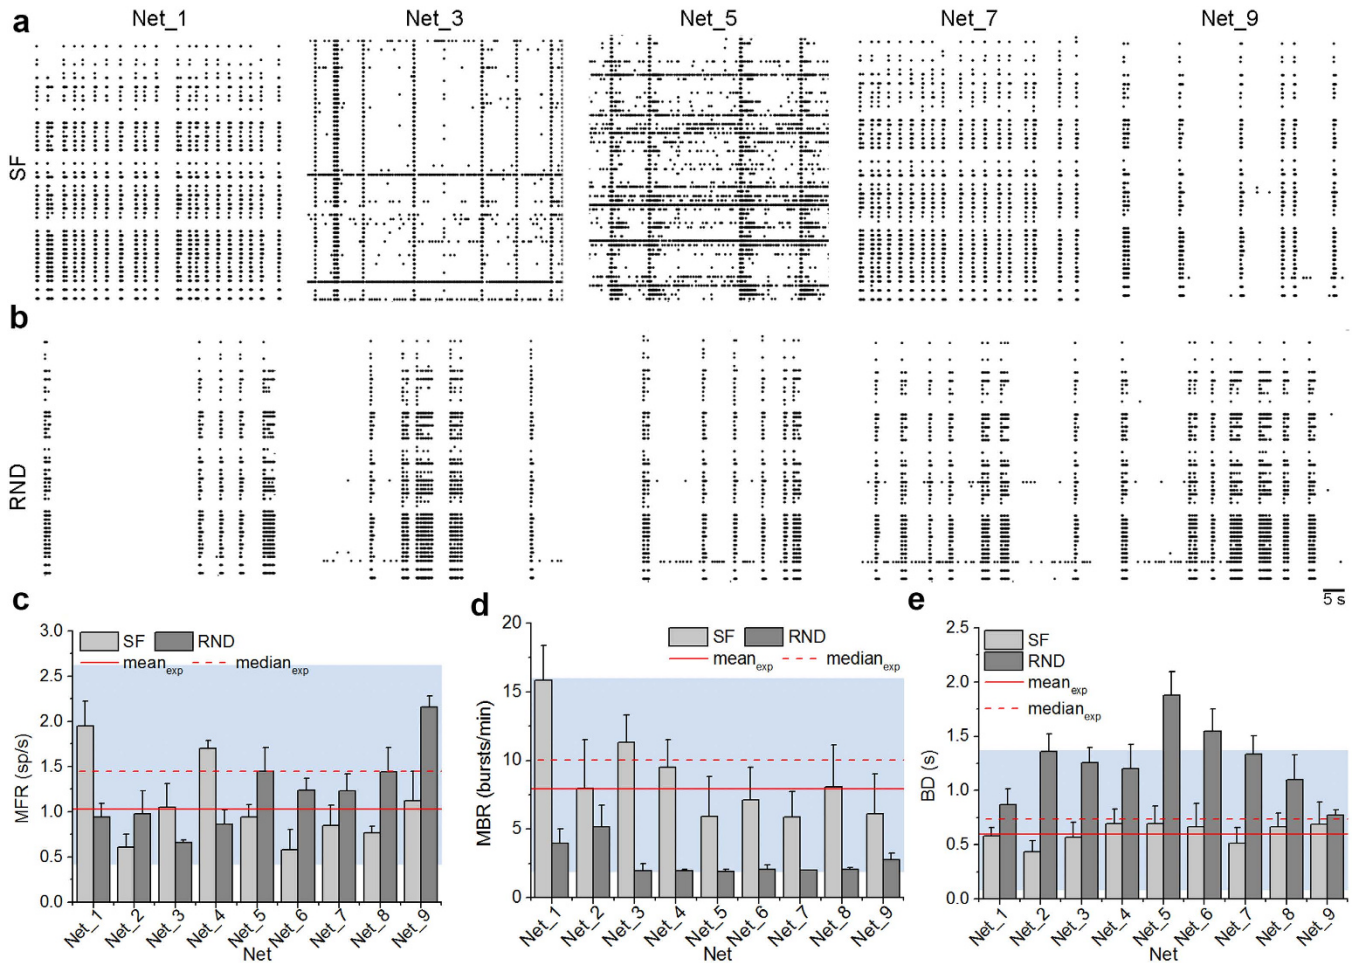 a
Net_1 Net_3 Net_5 Net_7 Net_9
SF
b
RND
5 s
c
SF RND
mean_exp median_exp
MFR (sp/s)
3.0
2.5
2.0
1.5
1.0
0.5
0.0
Net_1 Net_2 Net_3 Net_4 Net_5 Net_6 Net_7 Net_8 Net_9
Net
d
SF RND
mean_exp median_exp
MBR (bursts/min)
20
15
10
5
0
Net_1 Net_2 Net_3 Net_4 Net_5 Net_6 Net_7 Net_8 Net_9
Net
e
SF
RND
mean_exp
median_exp
BD (s)
2.5
2.0
1.5
1.0
0.5
0.0
Net_1 Net_2 Net_3 Net_4 Net_5 Net_6 Net_7 Net_8 Net_9
Net